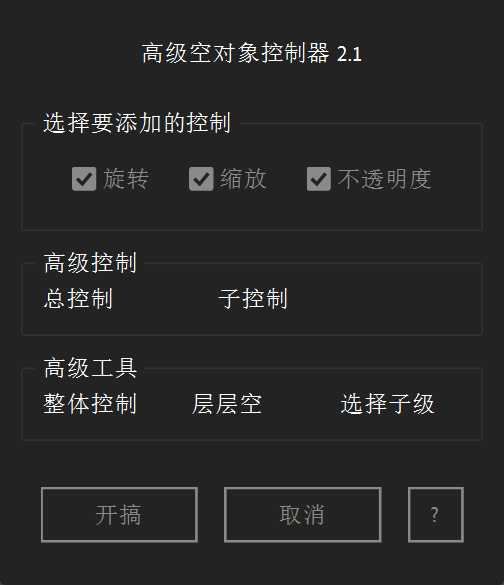 高级空对象控制器 2.1
选择要添加的控制
旋转 缩放 不透明度
高级控制
总控制 子控制
高级工具
整体控制 层层空 选择子级
开搞 取消 ?